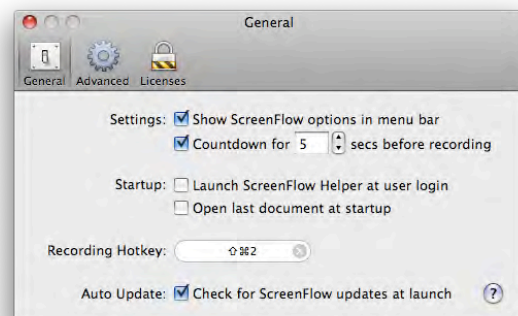 General
General Advanced Licenses
Settings: Show ScreenFlow options in menu bar
Countdown for 5 secs before recording
Startup: Launch ScreenFlow Helper at user login
Open last document at startup
Recording Hotkey: ⇧⌘2
Auto Update: Check for ScreenFlow updates at launch ?